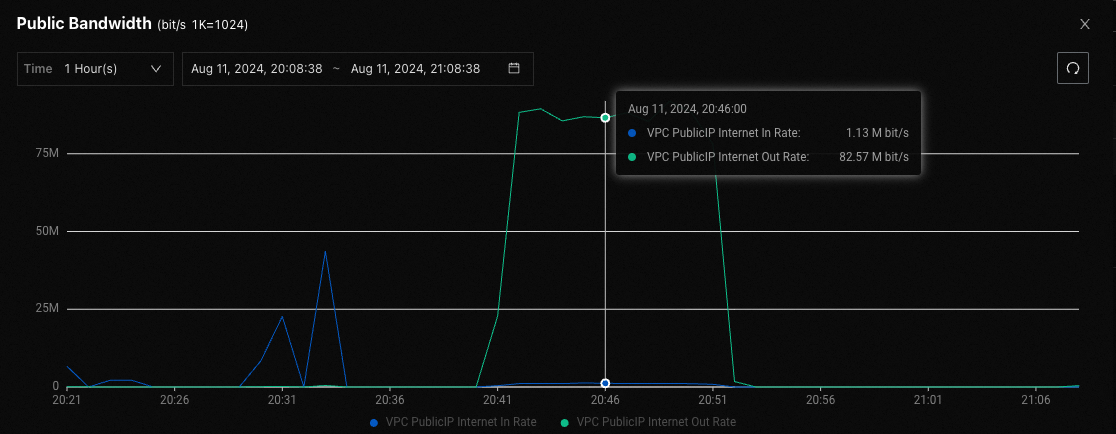 Public Bandwidth (bit/s 1K=1024)
Time 1 Hour(s) Aug 11, 2024, 20:08:38 ~ Aug 11, 2024, 21:08:38
Aug 11, 2024, 20:46:00
VPC PublicIP Internet In Rate: 1.13 M bit/s
VPC PublicIP Internet Out Rate: 82.57 M bit/s
75M
50M
25M
0
20:21 20:26 20:31 20:36 20:41 20:46 20:51 20:56 21:01 21:06
VPC PublicIP Internet In Rate VPC PublicIP Internet Out Rate